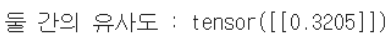 둘 간의 유사도 : tensor([[0.3205]])